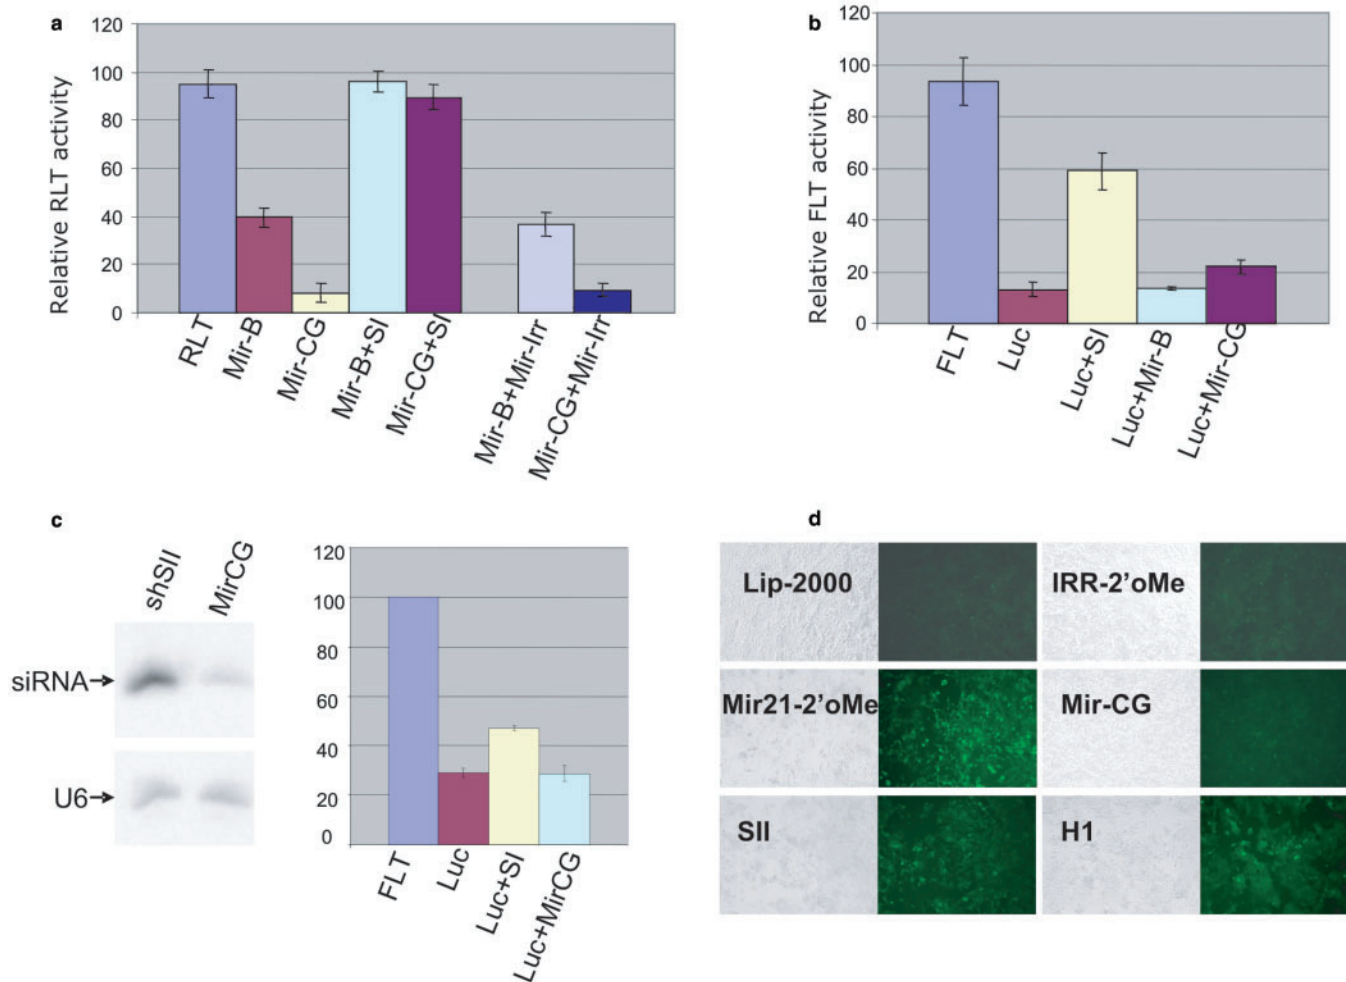 a
120
100
80
60
40
20
0
Relative RLT activity
RLT
Mir-B
Mir-CG
Mir-B+SI
Mir-CG+SI
Mir-B+Mir-Irr
Mir-CG+Mir-Irr
b
120
100
80
60
40
20
0
Relative FLT activity
FLT
Luc
Luc+SI
Luc+Mir-B
Luc+Mir-CG
c
shSII
MirCG
siRNA
U6
120
100
80
60
40
20
0
FLT
Luc
Luc+SI
Luc+MirCG
d
Lip-2000
IRR-2'oMe
Mir21-2'oMe
Mir-CG
SII
H1